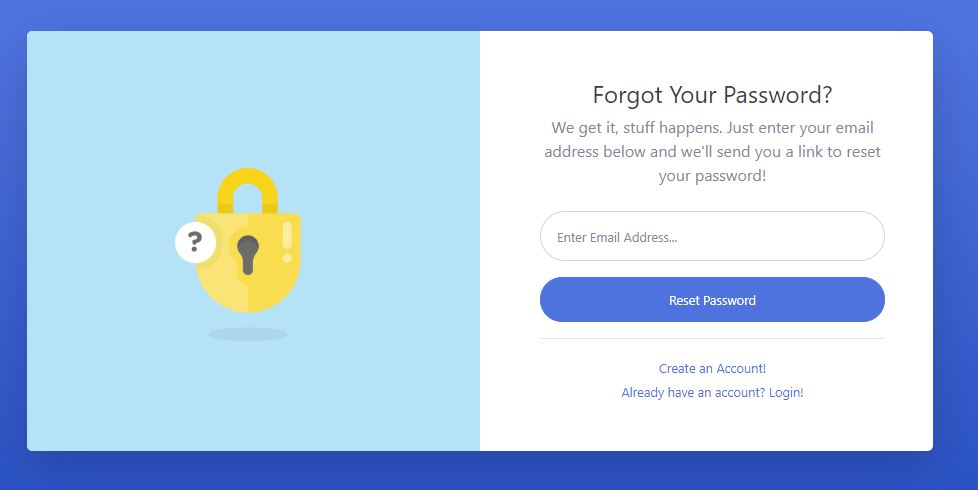 Forgot Your Password?
We get it, stuff happens. Just enter your email
address below and we'll send you a link to reset
your password!
?
Enter Email Address...
Reset Password
Create an Account!
Already have an account? Login!